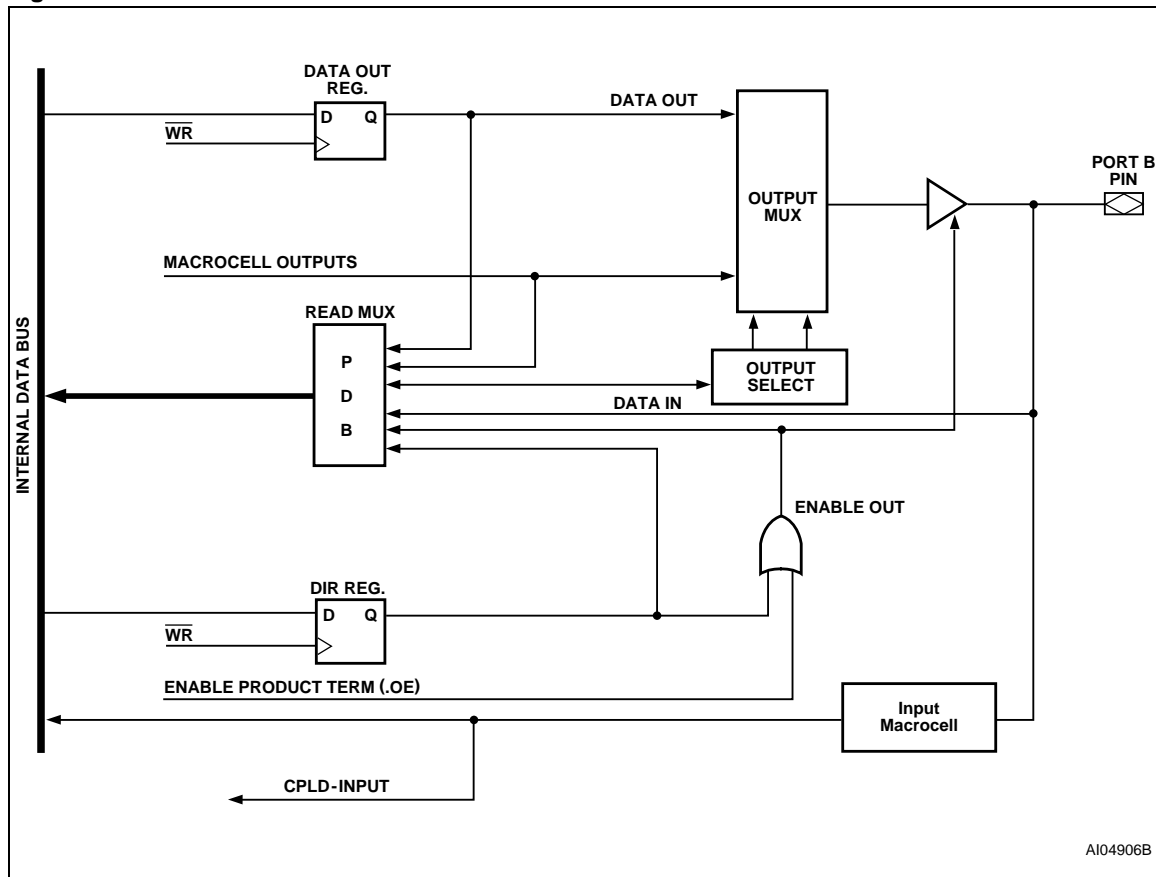 DATA OUT
REG.
DATA OUT
D Q
WR
PORT B
PIN
OUTPUT
MUX
MACROCELL OUTPUTS
READ MUX
P
D
B
OUTPUT
SELECT
DATA IN
INTERNAL DATA BUS
ENABLE OUT
DIR REG.
D Q
WR
ENABLE PRODUCT TERM (.OE)
Input
Macrocell
CPLD-INPUT
AI04906B